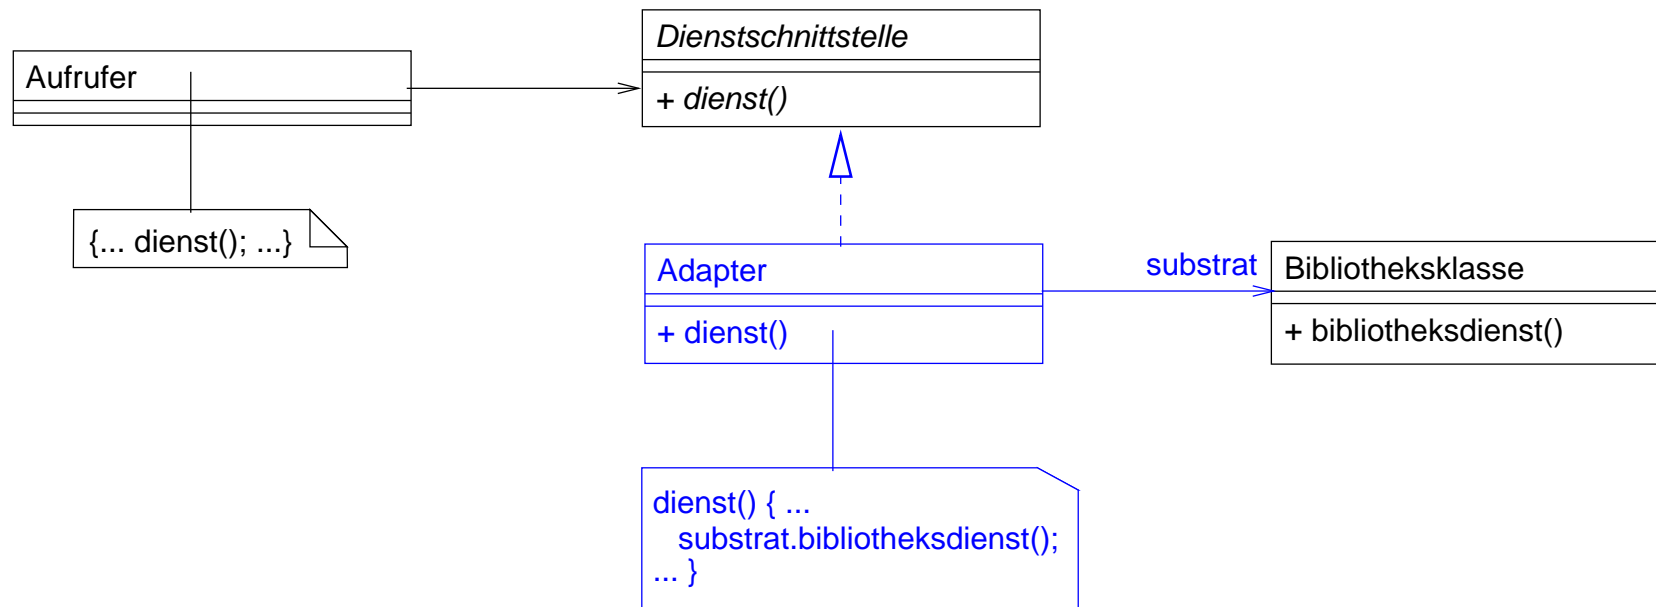 Dienstschnittstelle
+ dienst()
Aufrufer
{... dienst(); ...}
Adapter
+ dienst()
substrat
Bibliotheksklasse
+ bibliotheksdienst()
dienst() { ...
substrat.bibliotheksdienst();
... }